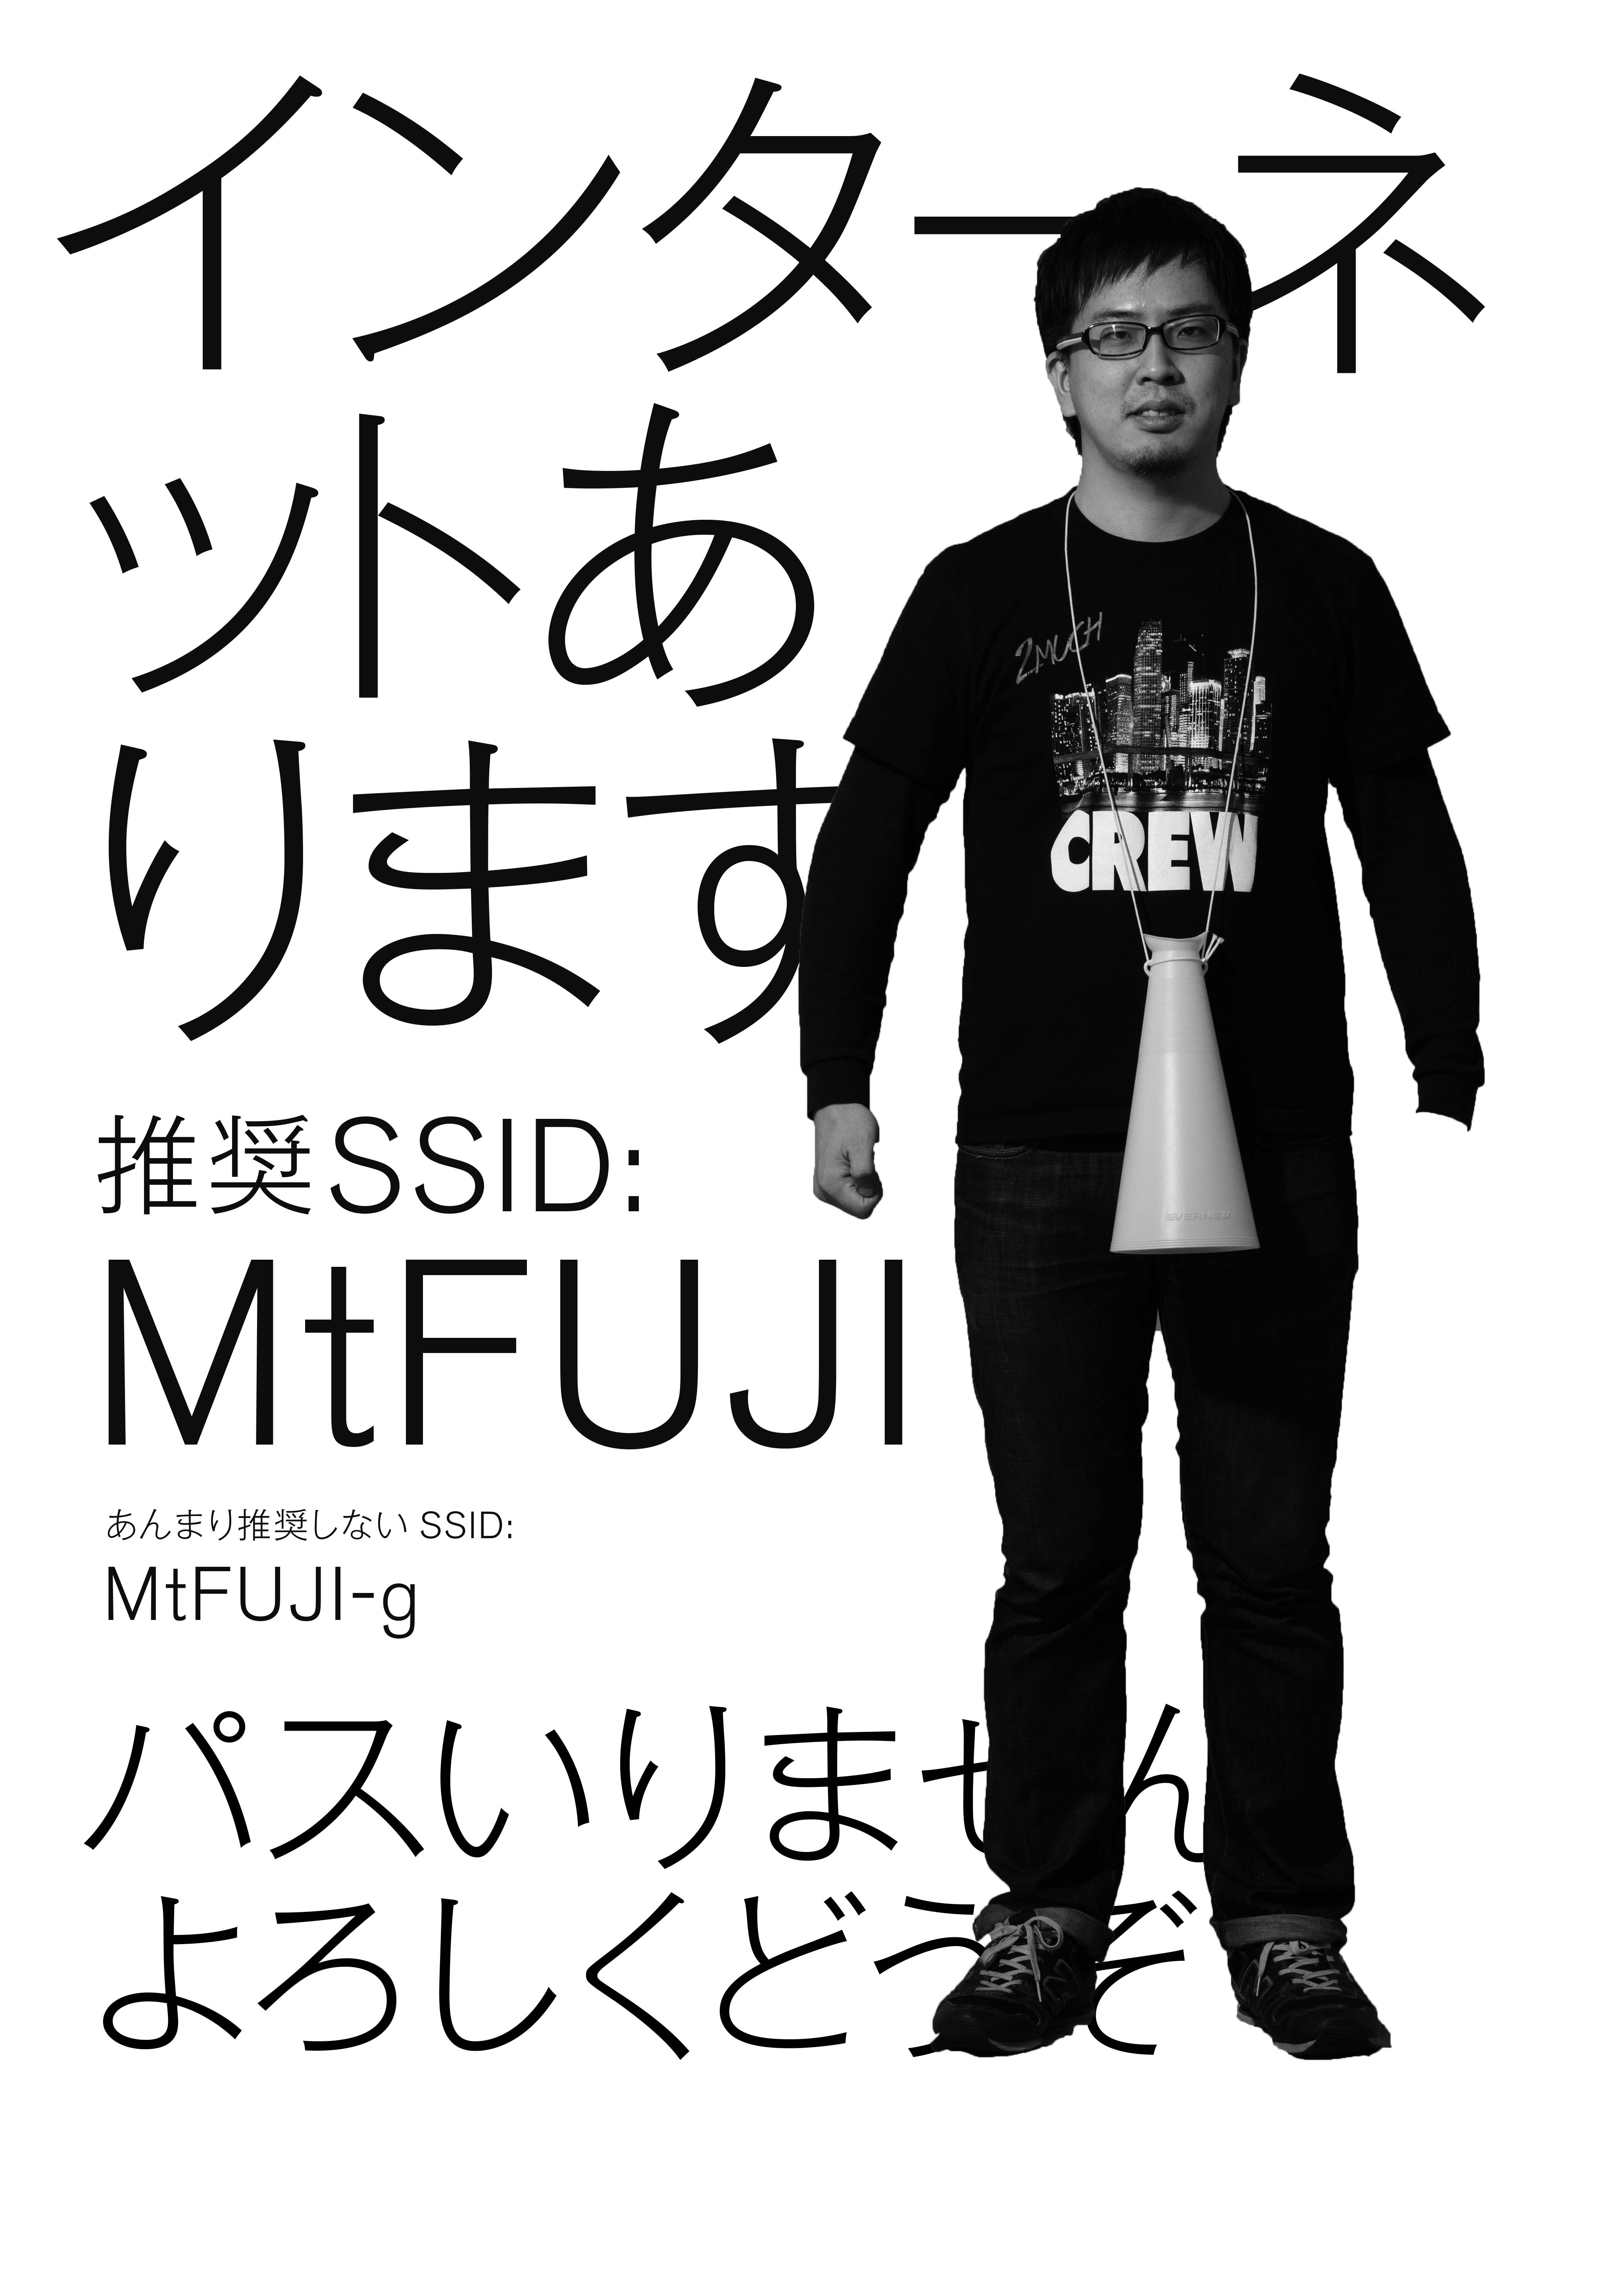 インターネ
ットあ
ります
2MUCH
CREW
推奨SSID:
MtFUJI
あんまり推奨しない SSID:
MtFUJI-g
パスいりません
よろしくどうぞ